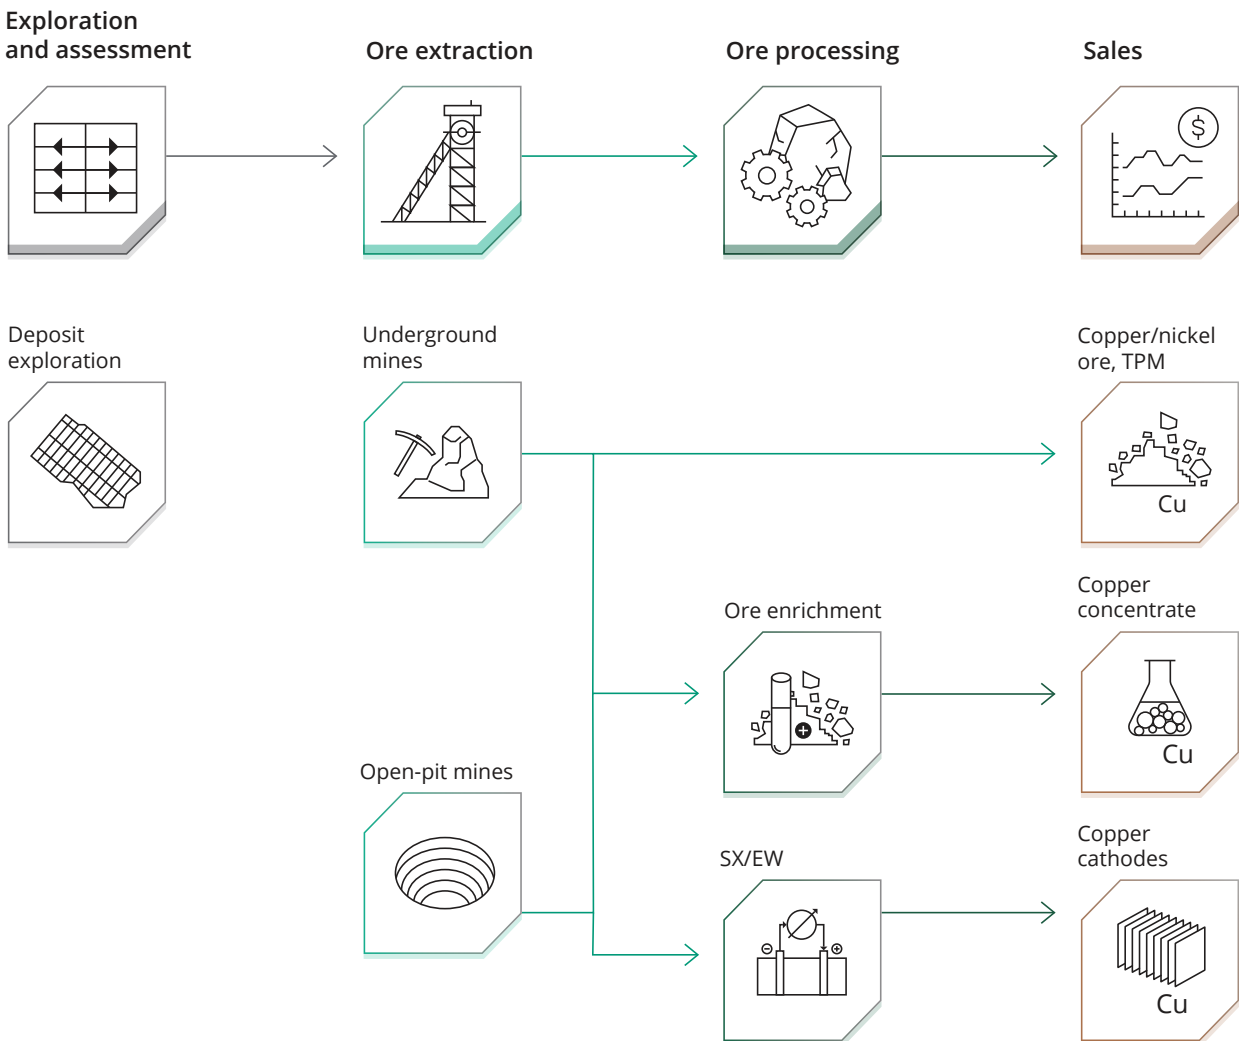 Exploration
and assessment
Ore extraction
Ore processing
Sales
$
Deposit
exploration
Underground
mines
Copper/nickel
ore, TPM
Cu
Ore enrichment
Copper
concentrate
Cu
Open-pit mines
SX/EW
Copper
cathodes
Cu